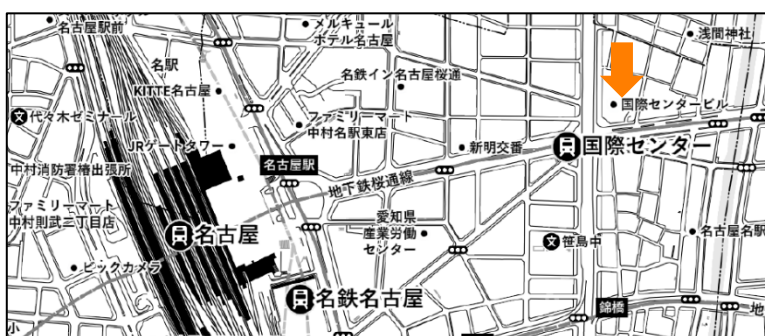 名古屋駅前
メルキュール
ホテル名古屋
浅間神社
名駅
KITTE名古屋
名鉄イン名古屋桜通
国際センタービル
代々木ゼミナール
ファミリーマート
中村名駅東店
JRゲートタワー
新明交番
国際センター
中村消防署椿出張所
名古屋駅
地下鉄桜通線
ファミリーマート
中村則武二丁目店
愛知県
産業労働
センター
名古屋
笹島中
名古屋名駅
ビックカメラ
名鉄名古屋
錦橋
地
小